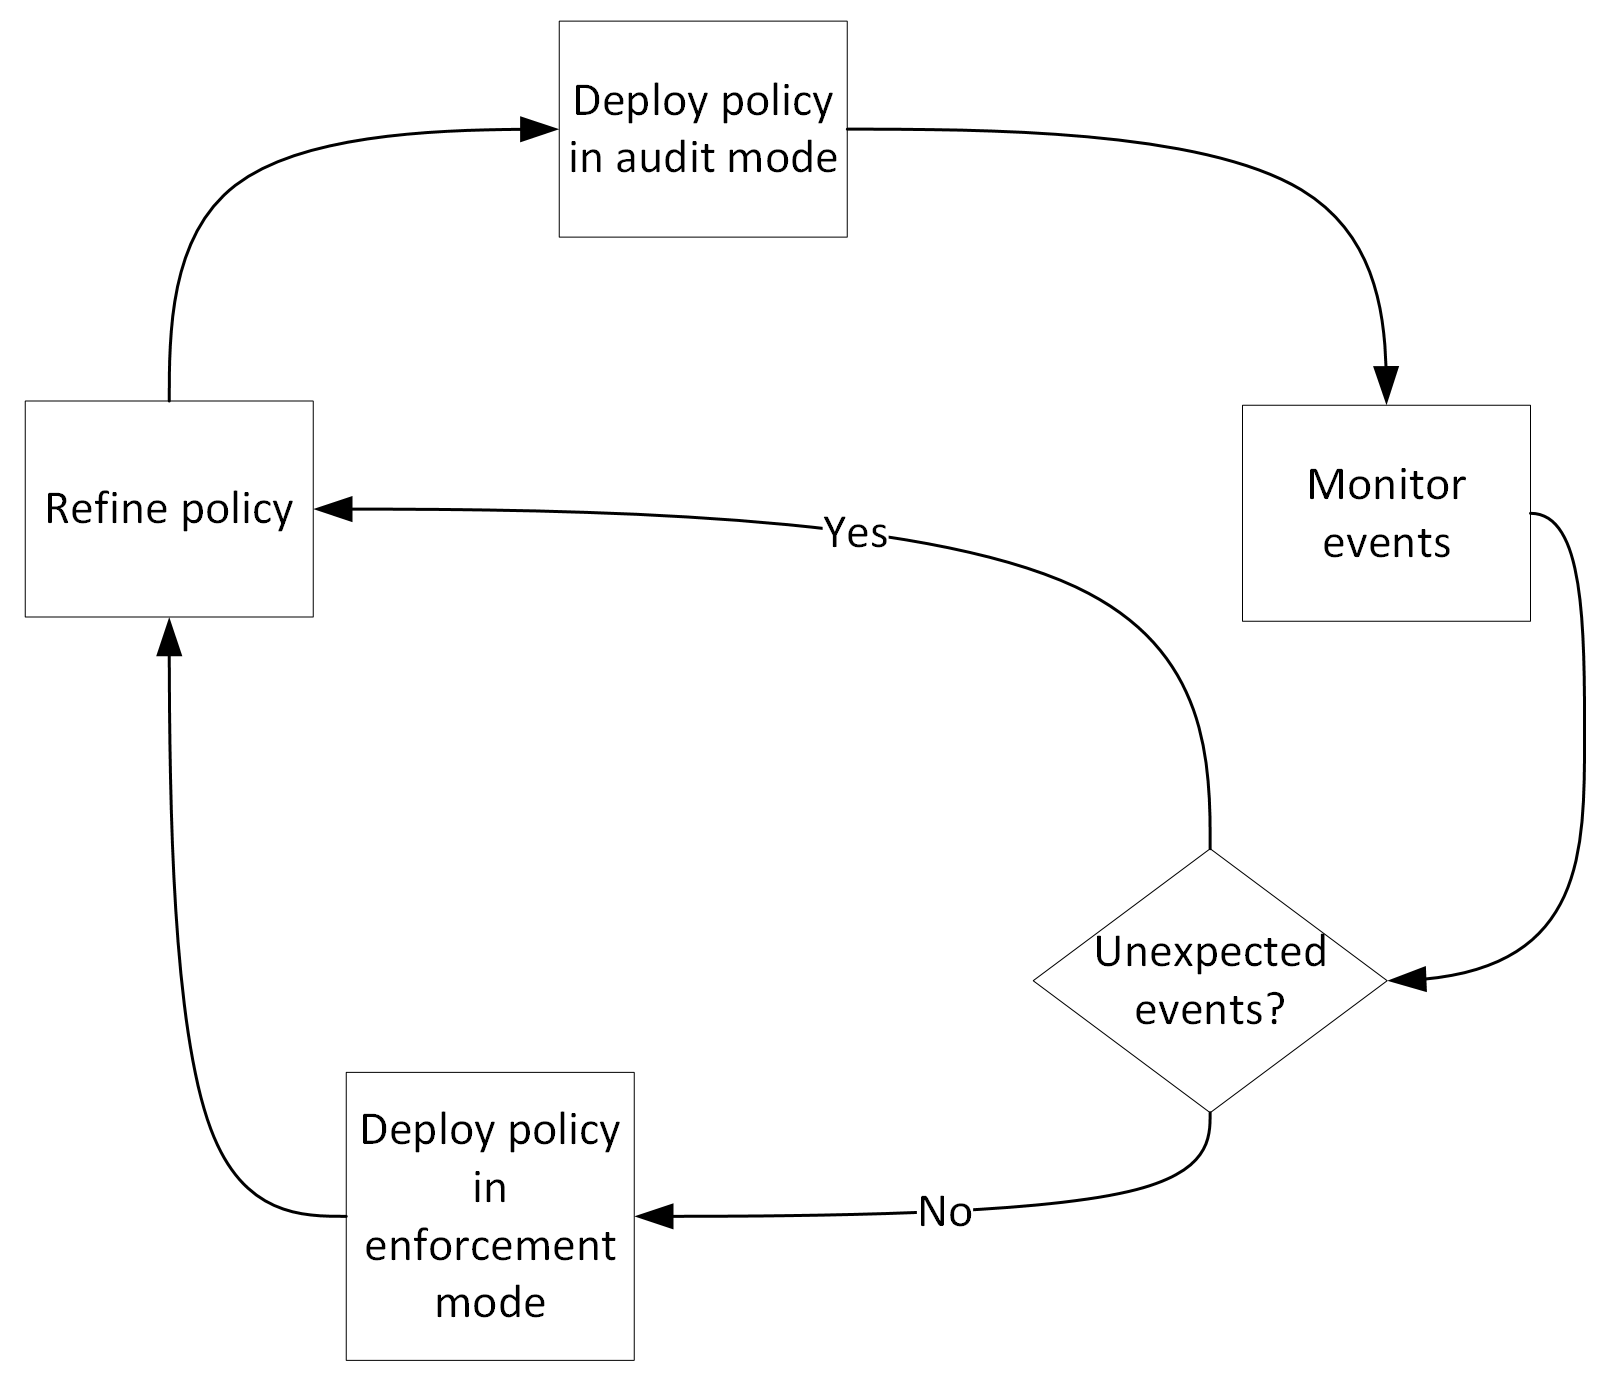 Deploy policy
in audit mode
Refine policy
Monitor
events
Yes
Unexpected
events?
Deploy policy
in
enforcement
mode
No